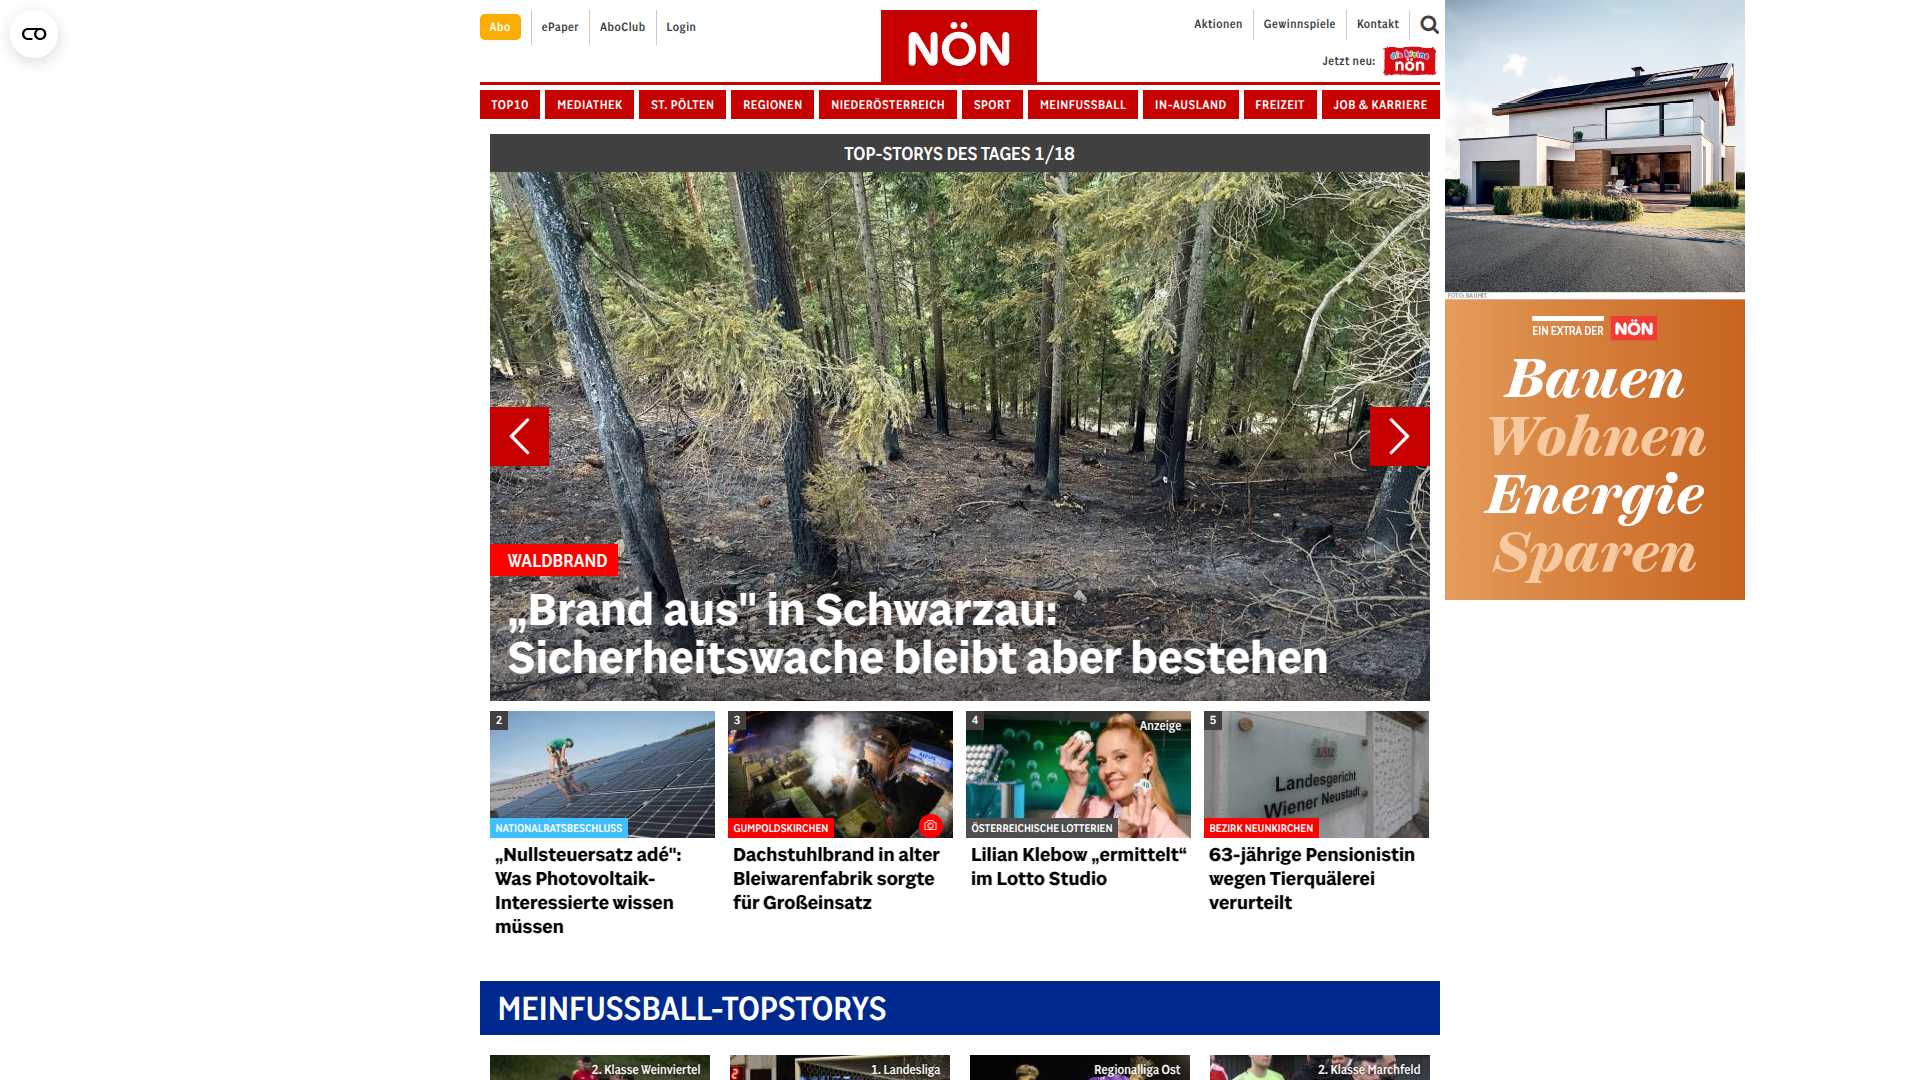 Abo
ePaper
AboClub
Login
NÖN
Aktionen
Gewinnspiele
Kontakt
Jetzt neu:
die kleine
nön
TOP10
MEDIATHEK
ST. PÖLTEN
REGIONEN
NIEDERÖSTERREICH
SPORT
MEINFUSSBALL
IN-AUSLAND
FREIZEIT
JOB & KARRIERE
TOP-STORYS DES TAGES 1/18
WALDBRAND
„Brand aus" in Schwarzau:
Sicherheitswache bleibt aber bestehen
FOTO: BAUMIT
EIN EXTRA DER NÖN
Bauen
Wohnen
Energie
Sparen
2
NATIONALRATSBESCHLUSS
„Nullsteuersatz adé":
Was Photovoltaik-
Interessierte wissen
müssen
3
GUMPOLDSKIRCHEN
Dachstuhlbrand in alter
Bleiwarenfabrik sorgte
für Großeinsatz
4
Anzeige
ÖSTERREICHISCHE LOTTERIEN
Lilian Klebow „ermittelt“
im Lotto Studio
5
Landesgericht
Wiener Neustadt
BEZIRK NEUNKIRCHEN
63-jährige Pensionistin
wegen Tierquälerei
verurteilt
MEINFUSSBALL-TOPSTORYS
2. Klasse Weinviertel
1. Landesliga
Regionalliga Ost
2. Klasse Marchfeld